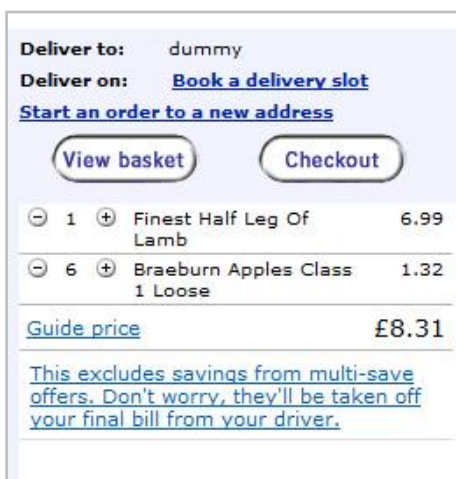 Deliver to: dummy
Deliver on: Book a delivery slot
Start an order to a new address
View basket Checkout
1 Finest Half Leg Of 6.99
Lamb
6 Braeburn Apples Class 1.32
1 Loose
Guide price £8.31
This excludes savings from multi-save
offers. Don't worry, they'll be taken off
your final bill from your driver.